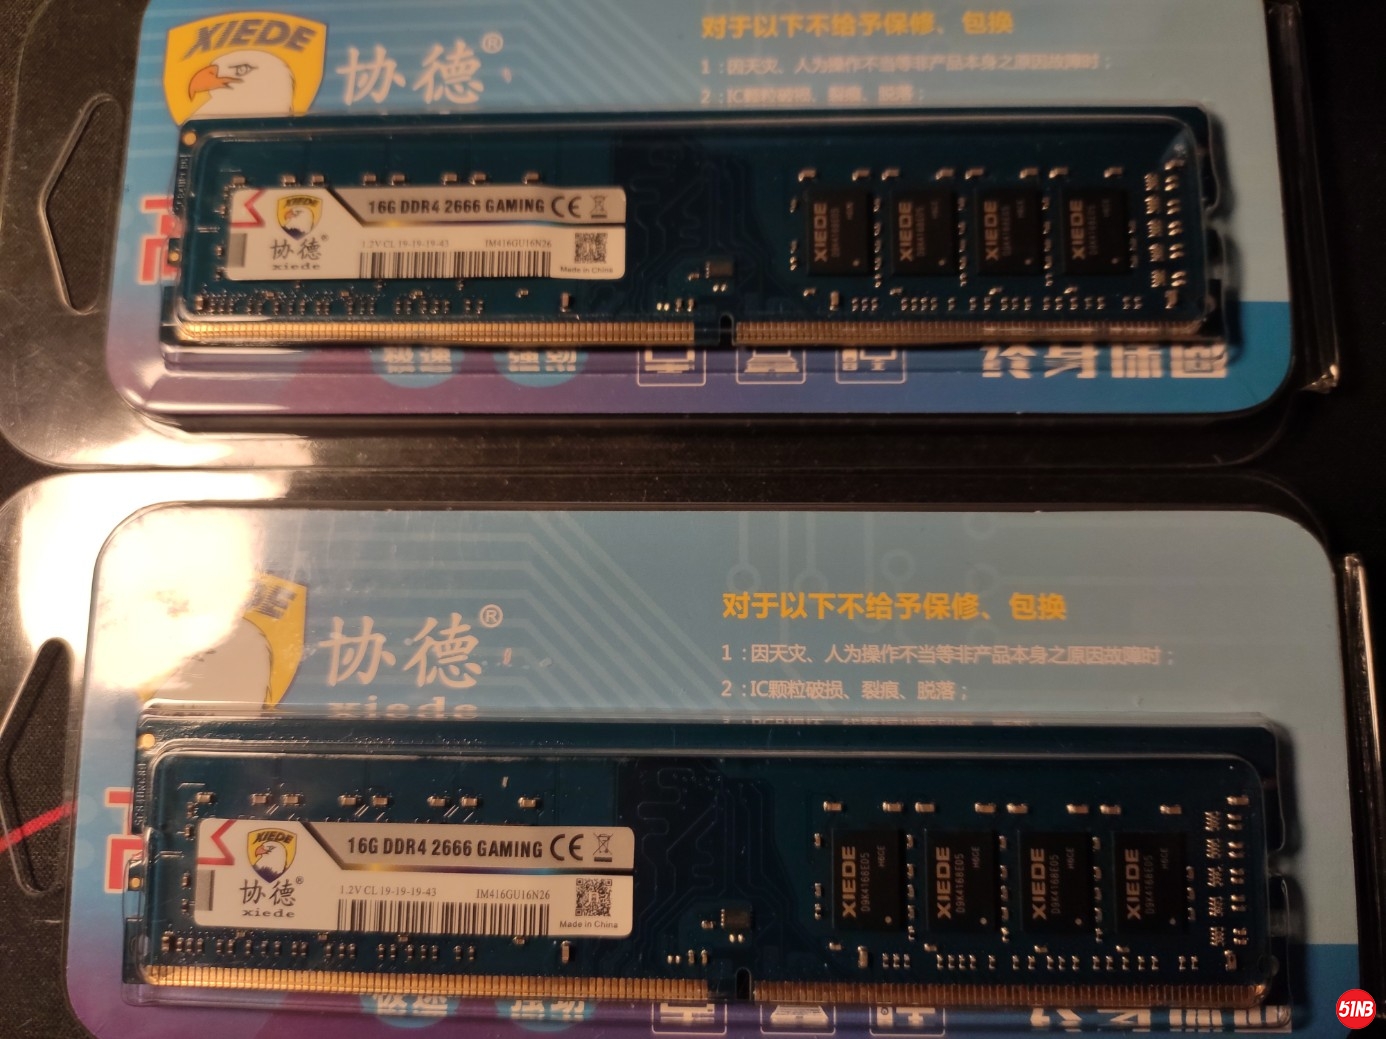 XIEDE
协德®
对于以下不给予保修、包换
1：因天灾、人为操作不当等非产品本身之原因故障时；
2：IC颗粒破损、裂痕、脱落；
16G DDR4 2666 GAMING CE
XIEDE XIEDE XIEDE XIEDE
协德®
xiede
1.2V CL 19-19-19-43 IM416GU16N26
Made in China
极速 强劲
终身保固
协德®
xiede
对于以下不给予保修、包换
1：因天灾、人为操作不当等非产品本身之原因故障时；
2：IC颗粒破损、裂痕、脱落；
XIEDE
16G DDR4 2666 GAMING CE
协德®
xiede
1.2V CL 19-19-19-43 IM416GU16N26
Made in China
XIEDE XIEDE XIEDE XIEDE
51NB